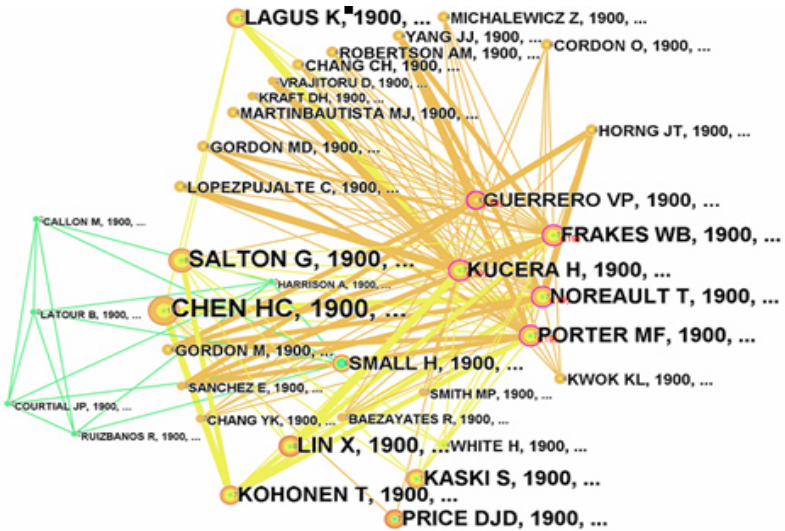 LAGUS K, 1900, ...
MICHALEWICZ Z, 1900, ...
YANG JJ, 1900, ...
CORDON O, 1900, ...
ROBERTSON AM, 1900, ...
CHANG CH, 1900, ...
VRAJITORU D, 1900, ...
KRAFT DH, 1900, ...
MARTINBAUTISTA MJ, 1900, ...
HORNG JT, 1900, ...
GORDON MD, 1900, ...
LOPEZPUJALTE C, 1900, ...
GUERRERO VP, 1900, ...
CALLON M, 1900, ...
FRAKES WB, 1900, ...
SALTON G, 1900, ...
KUCERA H, 1900, ...
HARRISON A, 1900, ...
NOREAULT T, 1900, ...
CHEN HC, 1900, ...
LATOUR B, 1900, ...
PORTER MF, 1900, ...
GORDON M, 1900, ...
SMALL H, 1900, ...
KWOK KL, 1900, ...
SANCHEZ E, 1900, ...
SMITH MP, 1900, ...
COURTIAL JP, 1900, ...
CHANG YK, 1900, ...
BAEZAYATES R, 1900, ...
RUIZBANOS R, 1900, ...
LIN X, 1900, ...
WHITE H, 1900, ...
KASKI S, 1900, ...
KOHONEN T, 1900, ...
PRICE DJD, 1900, ...